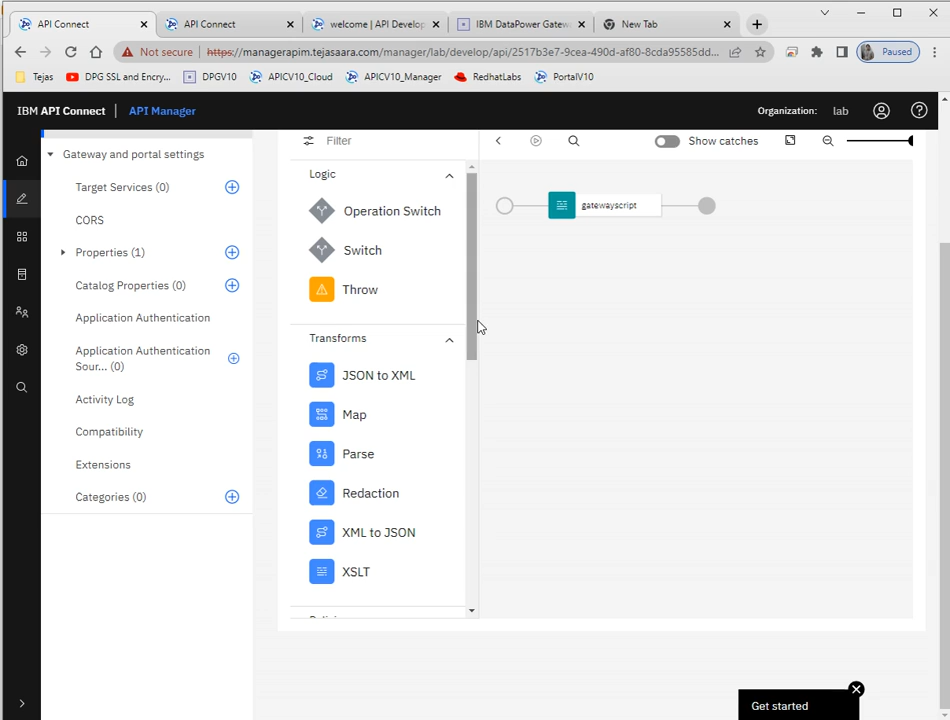 API Connect
API Connect
welcome | API Develop
IBM DataPower Gatew
New Tab
Not secure
https://managerapim.tejasaara.com/manager/lab/develop/api/2517b3e7-9cea-490d-af80-8cda95585dd...
Paused
Tejas
DPG SSL and Encry...
DPGV10
APICV10_Cloud
APICV10_Manager
RedhatLabs
PortalV10
IBM API Connect
API Manager
Organization:
lab
Gateway and portal settings
Target Services (0)
CORS
Properties (1)
Catalog Properties (0)
Application Authentication
Application Authentication
Sour... (0)
Activity Log
Compatibility
Extensions
Categories (0)
Filter
Show catches
Logic
Operation Switch
Switch
Throw
Transforms
JSON to XML
Map
Parse
Redaction
XML to JSON
XSLT
gatewayscript
Get started